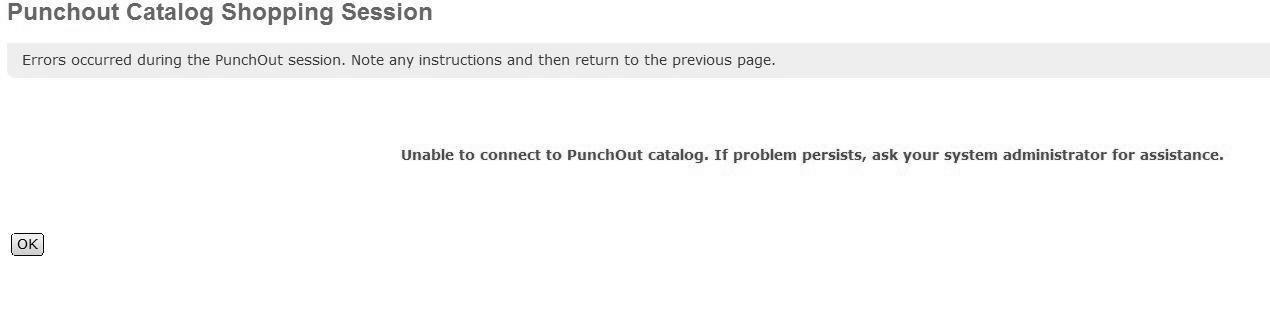 Punchout Catalog Shopping Session
Errors occurred during the PunchOut session. Note any instructions and then return to the previous page.
Unable to connect to PunchOut catalog. If problem persists, ask your system administrator for assistance.
OK